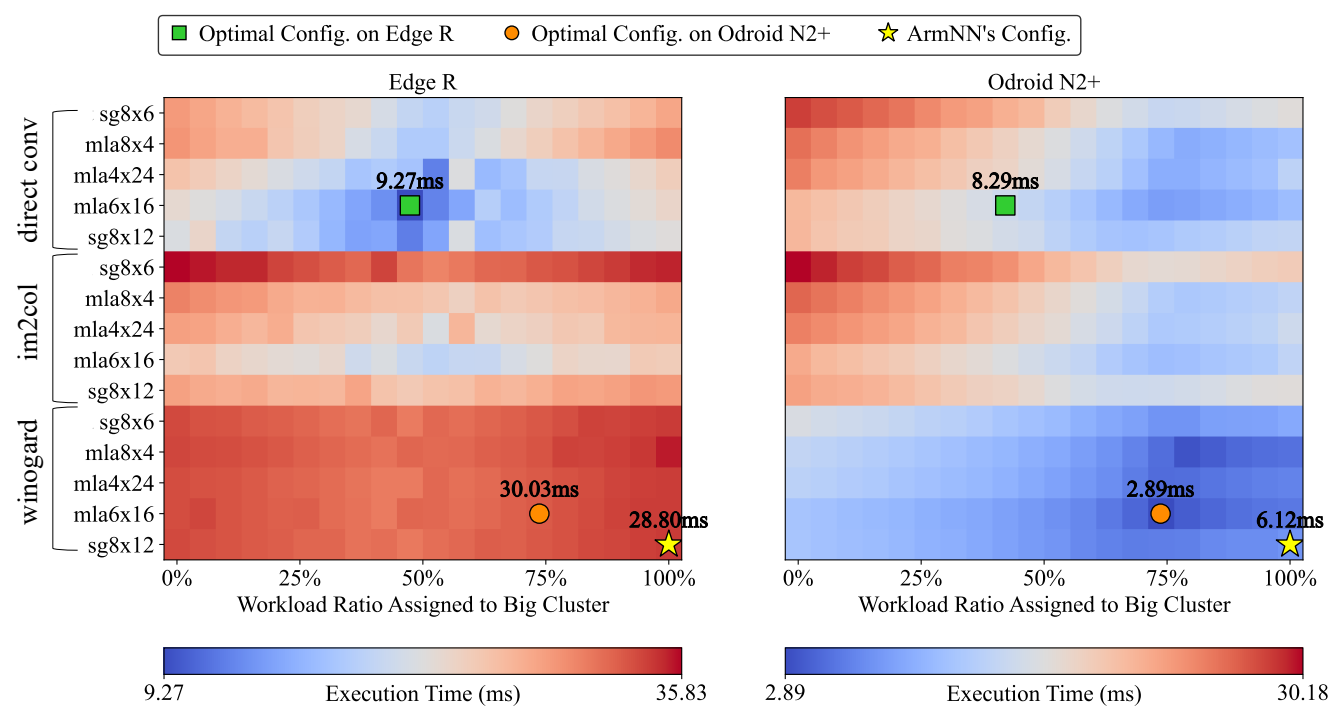 Optimal Config. on Edge R
Optimal Config. on Odroid N2+
ArmNN's Config.
Edge R
Odroid N2+
direct conv
sg8x6
mla8x4
mla4x24
mla6x16
sg8x12
im2col
sg8x6
mla8x4
mla4x24
mla6x16
sg8x12
winogard
sg8x6
mla8x4
mla4x24
mla6x16
sg8x12
9.27ms
30.03ms
28.80ms
8.29ms
2.89ms
6.12ms
0% 25% 50% 75% 100%
Workload Ratio Assigned to Big Cluster
0% 25% 50% 75% 100%
Workload Ratio Assigned to Big Cluster
9.27 Execution Time (ms) 35.83
2.89 Execution Time (ms) 30.18